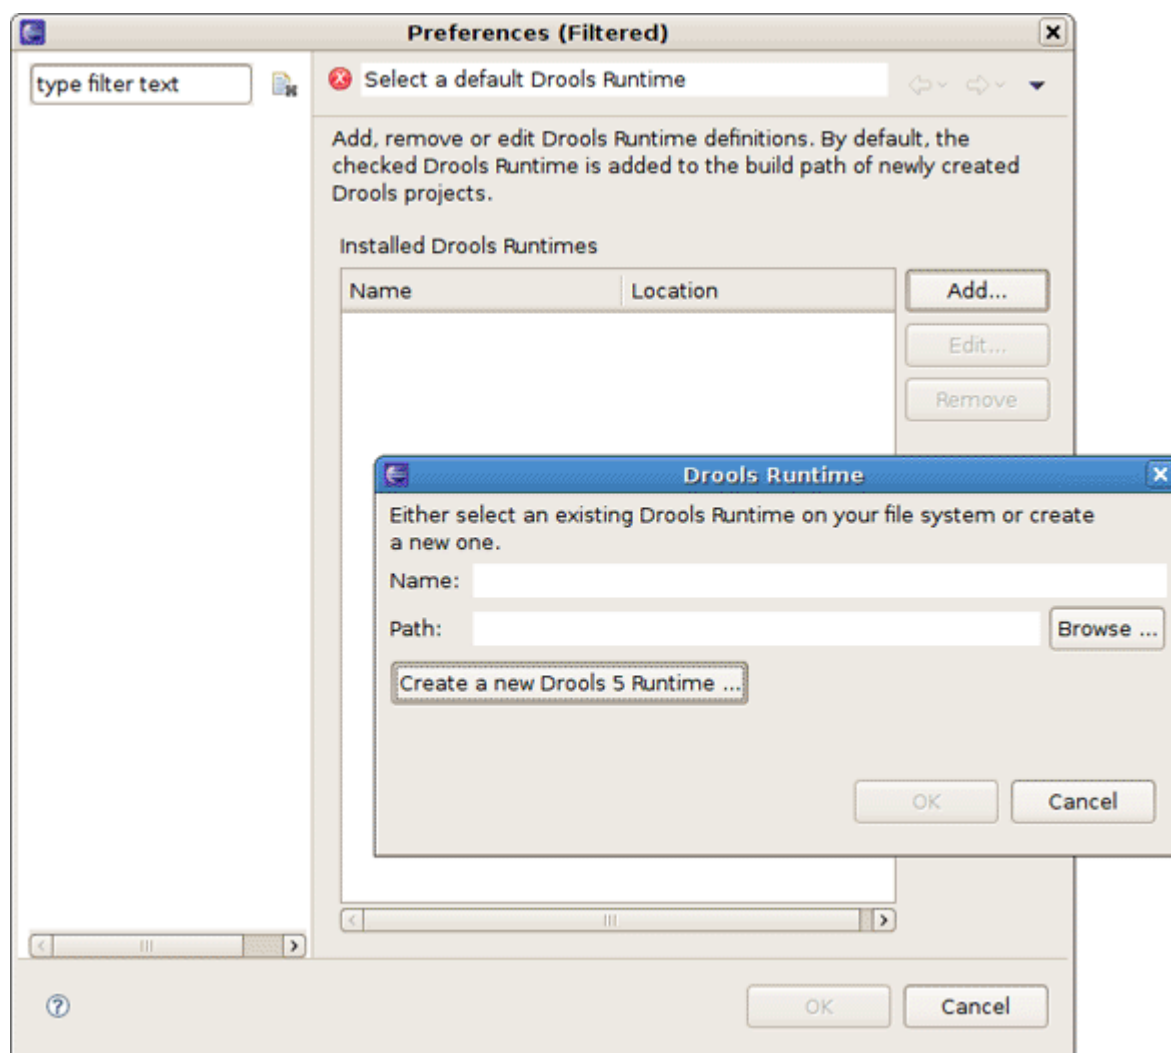 Preferences (Filtered)
type filter text
Select a default Drools Runtime
Add, remove or edit Drools Runtime definitions. By default, the
checked Drools Runtime is added to the build path of newly created
Drools projects.
Installed Drools Runtimes
Name Location
Add...
Edit...
Remove
Drools Runtime
Either select an existing Drools Runtime on your file system or create
a new one.
Name:
Path:
Browse ...
Create a new Drools 5 Runtime ...
OK Cancel
OK Cancel